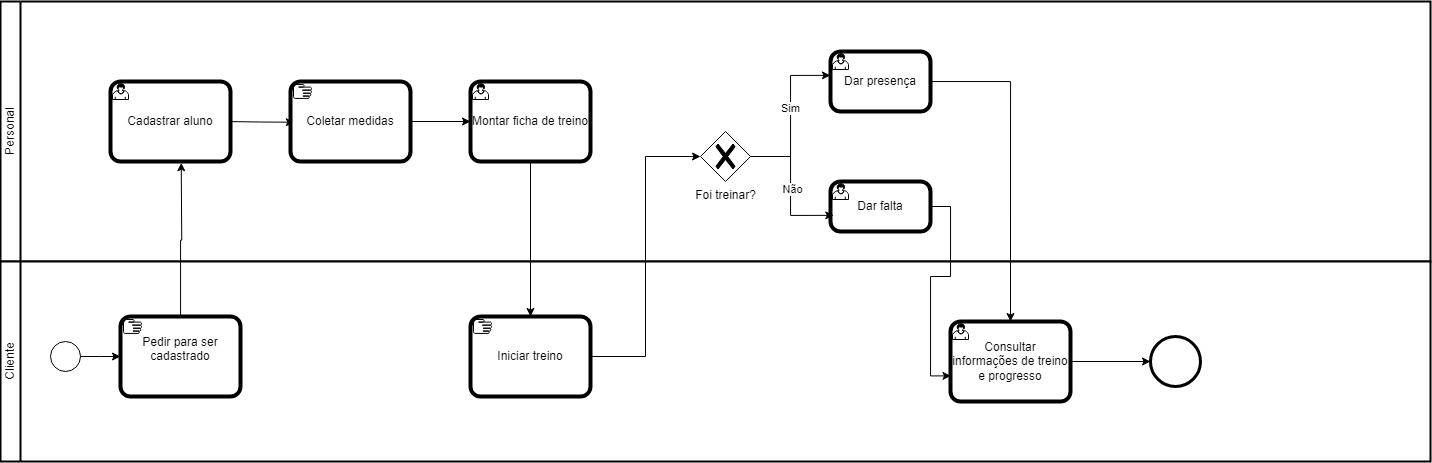 Personal
Cadastrar aluno
Coletar medidas
Montar ficha de treino
Foi treinar?
Sim
Não
Dar presença
Dar falta
Cliente
Pedir para ser
cadastrado
Iniciar treino
Consultar
informações de treino
e progresso